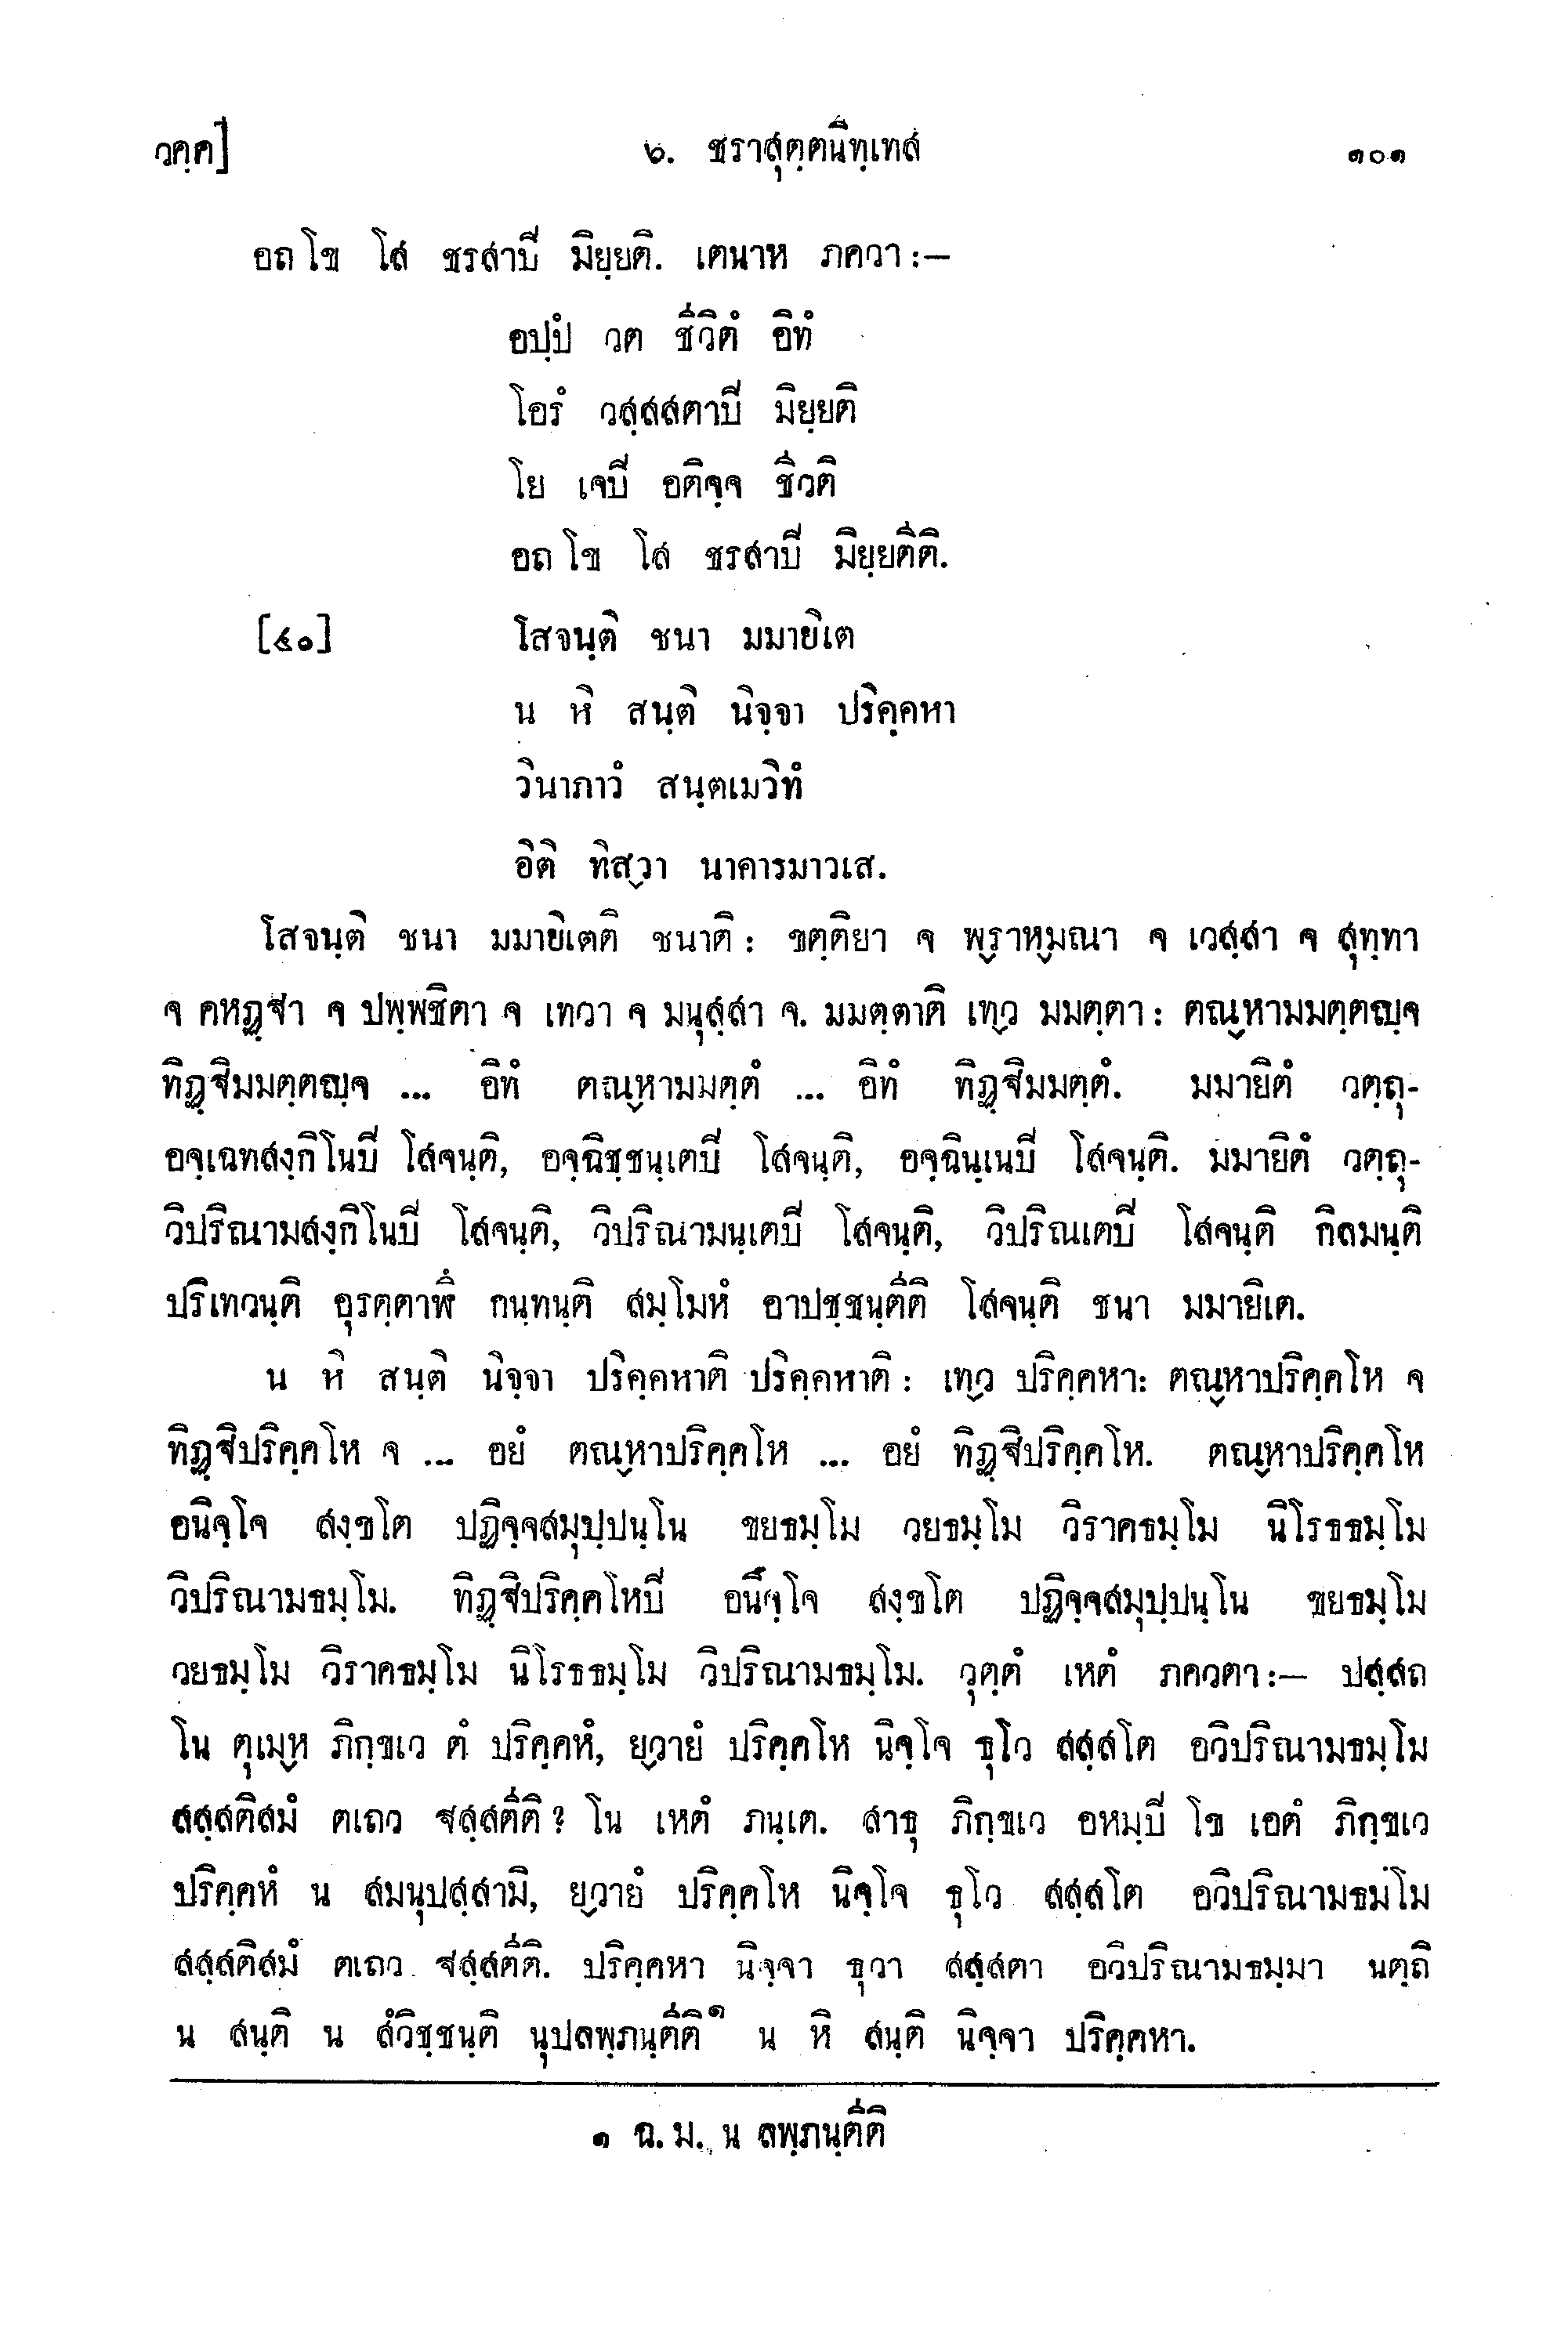 วคฺค] ๖. ชราสุตฺตนิทฺเทส ๑๐๑
อถ โข โส ชรสาปิ มิยฺยติ. เตนาห ภควา :—
อปฺปํ วต ชีวิตํ อิทํ
โอรํ วสฺสสตาปิ มิยฺยติ
โย เจปิ อติจฺจ ชีวติ
อถ โข โส ชรสาปิ มิยฺยตีติ.
[๔๐] โสจนฺติ ชนา มมายิเต
น หิ สนฺติ นิจฺจา ปริคฺคหา
วินาภาวํ สนฺตเมวิทํ
อิติ ทิสฺวา นาคารมาวเส.
โสจนฺติ ชนา มมายิเตติ ชนาติ : ขตฺติยา จ พฺราหฺมณา จ เวสฺสา จ สุทฺทา
จ คหฏฺฐา จ ปพฺพชิตา จ เทวา จ มนุสฺสา จ. มมตฺตาติ เทฺว มมตฺตา : ตณฺหามมตฺตญฺจ
ทิฏฺฐิมมตฺตญฺจ ... อิทํ ตณฺหามมตฺตํ ... อิทํ ทิฏฺฐิมมตฺตํ. มมายิตํ วตฺถุ-
อจฺเฉทสงฺกิโนปิ โสจนฺติ, อจฺฉิชฺชนฺเตปิ โสจนฺติ, อจฺฉินฺเนปิ โสจนฺติ. มมายิตํ วตฺถุ-
วิปริณามสงฺกิโนปิ โสจนฺติ, วิปริณามนฺเตปิ โสจนฺติ, วิปริณเตปิ โสจนฺติ กิลมนฺติ
ปริเทวนฺติ อุรตฺตาฬึ กนฺทนฺติ สมฺโมหํ อาปชฺชนฺตีติ โสจนฺติ ชนา มมายิเต.
น หิ สนฺติ นิจฺจา ปริคฺคหาติ ปริคฺคหาติ : เทฺว ปริคฺคหา: ตณฺหาปริคฺคโห จ
ทิฏฺฐิปริคฺคโห จ ... อยํ ตณฺหาปริคฺคโห ... อยํ ทิฏฺฐิปริคฺคโห. ตณฺหาปริคฺคโห
อนิจฺโจ สงฺขโต ปฏิจฺจสมุปฺปนฺโน ขยธมฺโม วยธมฺโม วิราคธมฺโม นิโรธธมฺโม
วิปริณามธมฺโม. ทิฏฺฐิปริคฺคโหปิ อนิจฺโจ สงฺขโต ปฏิจฺจสมุปฺปนฺโน ขยธมฺโม
วยธมฺโม วิราคธมฺโม นิโรธธมฺโม วิปริณามธมฺโม. วุตฺตํ เหตํ ภควตา :— ปสฺสถ
โน ตุเมฺห ภิกฺขเว ตํ ปริคฺคหํ, ยฺวายํ ปริคฺคโห นิจฺโจ ธุโว สสฺสโต อวิปริณามธมฺโม
สสฺสติสมํ ตเถว ฐสฺสตีติ ? โน เหตํ ภนฺเต. สาธุ ภิกฺขเว อหมฺปิ โข เอตํ ภิกฺขเว
ปริคฺคหํ น สมนุปสฺสามิ, ยฺวายํ ปริคฺคโห นิจฺโจ ธุโว สสฺสโต อวิปริณามธมฺโม
สสฺสติสมํ ตเถว ฐสฺสตีติ. ปริคฺคหา นิจฺจา ธุวา สสฺสตา อวิปริณามธมฺมา นตฺถิ
น สนฺติ น สํวิชฺชนฺติ นุปลพฺภนฺตีติ๑ น หิ สนฺติ นิจฺจา ปริคฺคหา.
๑ ฉ. ม. น ลพฺภนฺตีติ